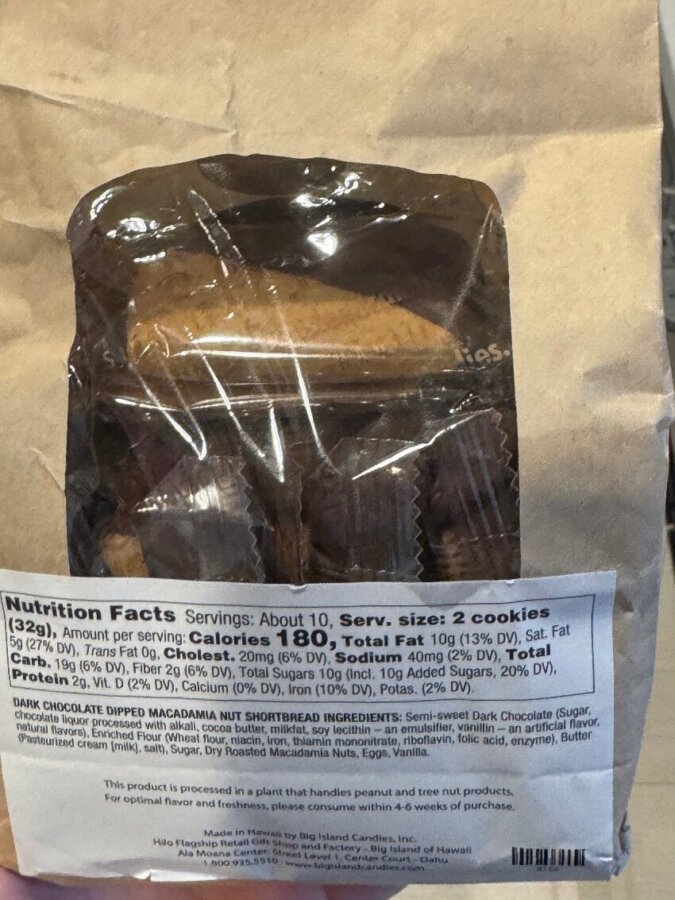 ies.
Nutrition Facts Servings: About 10, Serv. size: 2 cookies
(32g), Amount per serving: Calories 180, Total Fat 10g (13% DV), Sat. Fat
5g (27% DV), Trans Fat 0g, Cholest. 20mg (6% DV), Sodium 40mg (2% DV), Total
Carb. 19g (6% DV), Fiber 2g (6% DV), Total Sugars 10g (Incl. 10g Added Sugars, 20% DV),
Protein 2g, Vit. D (2% DV), Calcium (0% DV), Iron (10% DV), Potas. (2% DV).
DARK CHOCOLATE DIPPED MACADAMIA NUT SHORTBREAD INGREDIENTS: Semi-sweet Dark Chocolate (Sugar,
chocolate liquor processed with alkali, cocoa butter, milkfat, soy lecithin – an emulsifier, vanillin – an artificial flavor,
natural flavors), Enriched Flour (Wheat flour, niacin, iron, thiamin mononitrate, riboflavin, folic acid, enzyme), Butter
(Pasteurized cream [milk], salt), Sugar, Dry Roasted Macadamia Nuts, Eggs, Vanilla.
This product is processed in a plant that handles peanut and tree nut products.
For optimal flavor and freshness, please consume within 4-6 weeks of purchase.
Made in Hawaii by Big Island Candies, Inc.
Hilo Flagship Retail Gift Shop and Factory - Big Island of Hawaii
Ala Moana Center: Street Level 1, Center Court - Oahu
1.800.935.5510 www.bigislandcandies.com